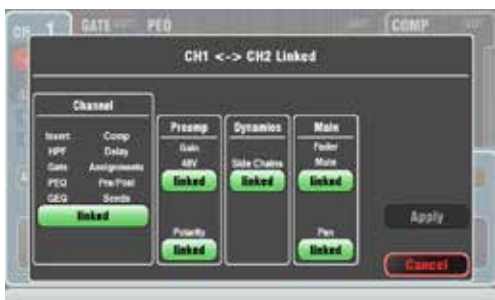 CH 1 GATE PEQ COMP
CH1 <-> CH2 Linked
Channel
Insert Comp
HPF Delay
Gate Assignments
PEQ Pre/Post
GEQ Sends
linked
Preamp
Gain
48V
linked
Polarity
linked
Dynamics
Side Chains
linked
Main
Fader
Mute
linked
Pan
linked
Apply
Cancel